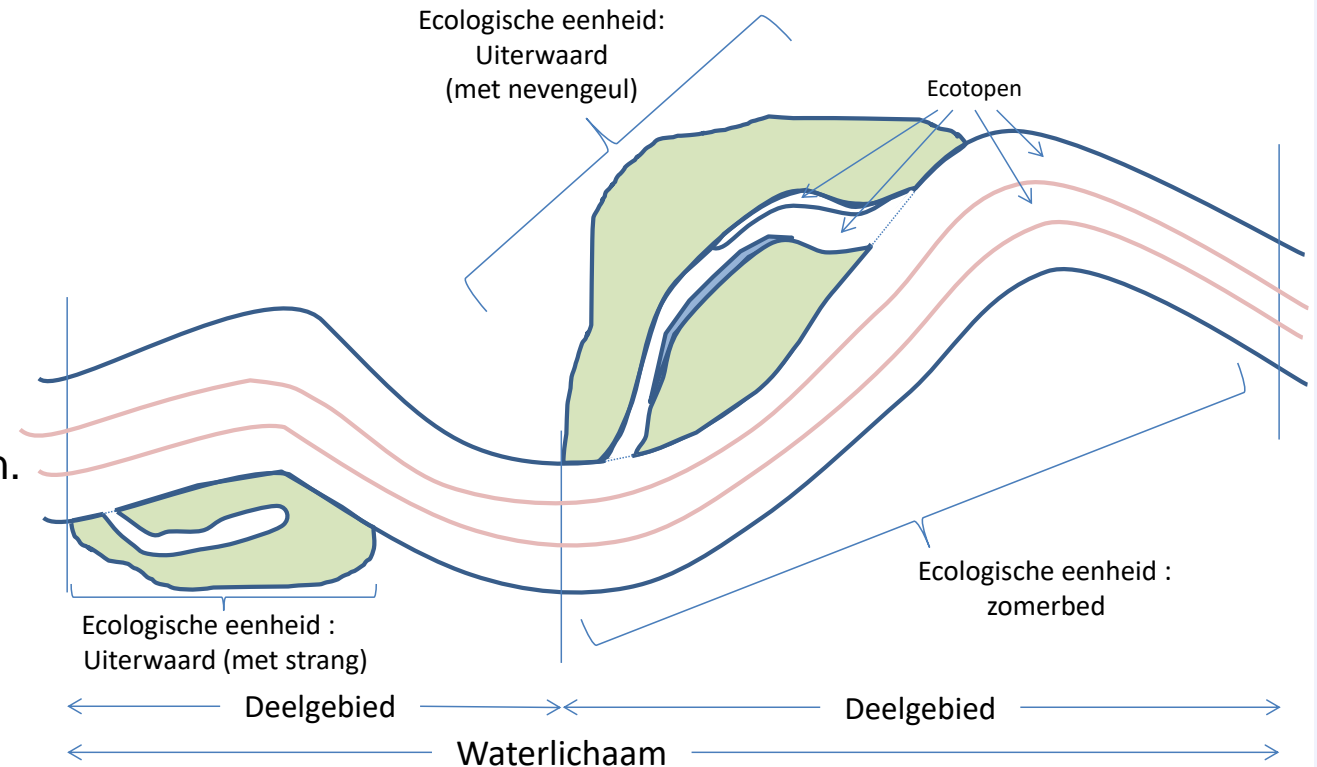 Ecologische eenheid:
Uiterwaard
(met nevengeul)
Ecotopen
n.
Ecologische eenheid :
zomerbed
Ecologische eenheid :
Uiterwaard (met strang)
Deelgebied
Deelgebied
Waterlichaam